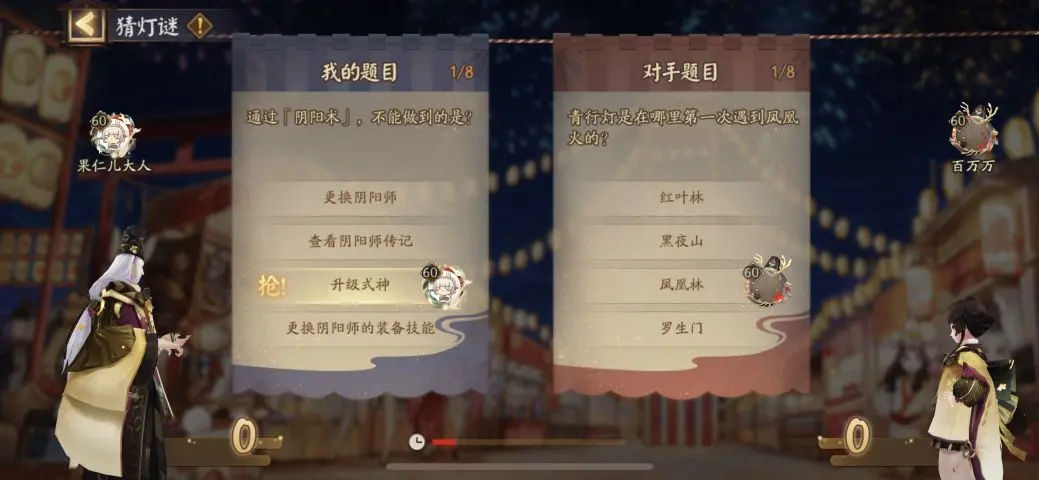 猜灯谜
我的题目 1/8
通过「阴阳术」，不能做到的是?
更换阴阳师
查看阴阳师传记
抢! 升级式神 60
更换阴阳师的装备技能
对手题目 1/8
青行灯是在哪里第一次遇到凤凰
火的?
红叶林
黑夜山
60 凤凰林
罗生门
60
果仁儿大人
60
百万万
0
0